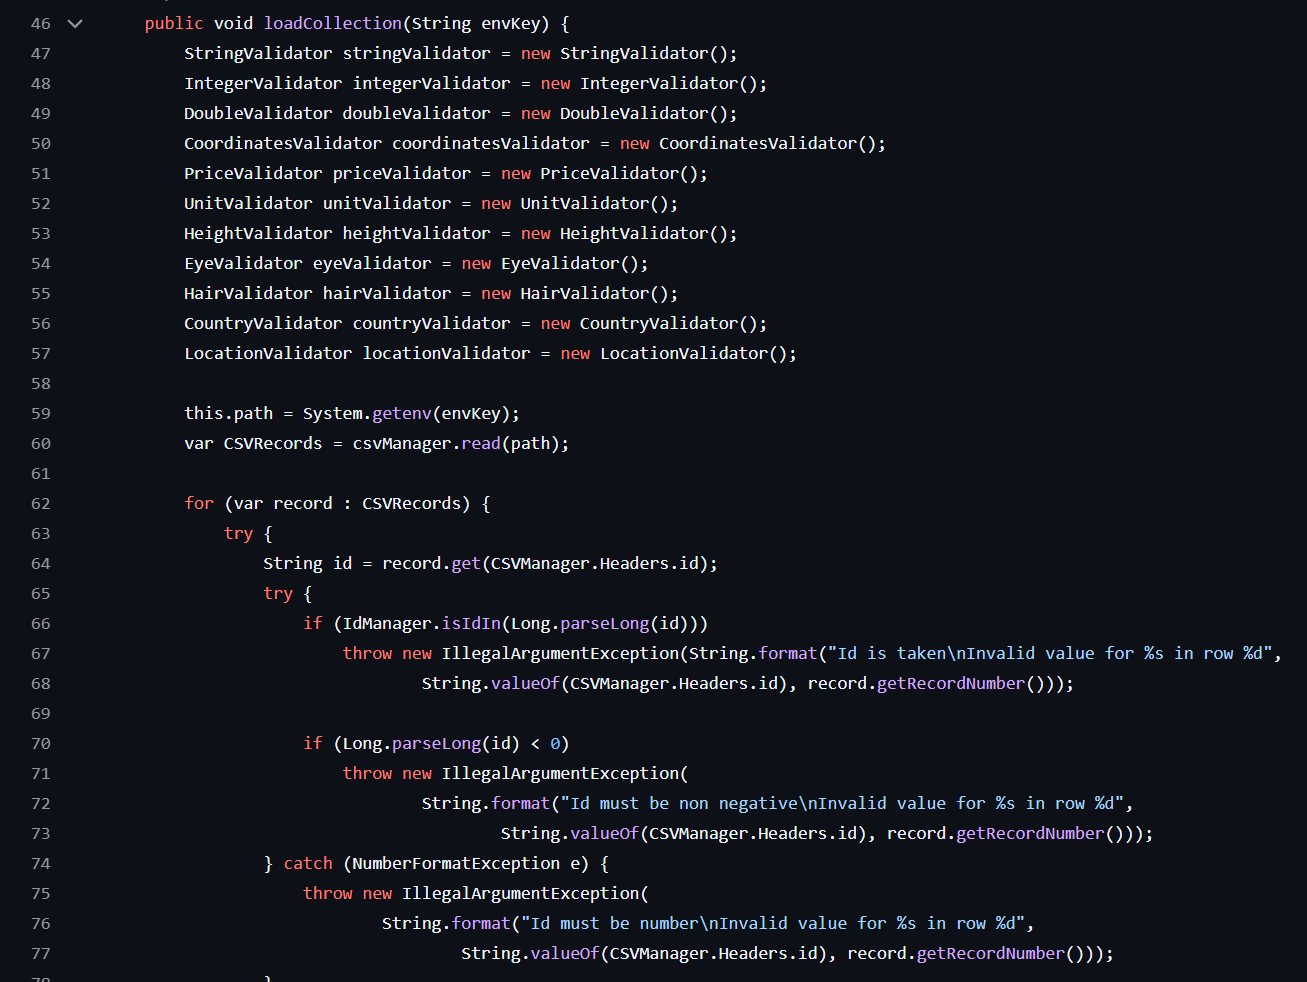 46 public void loadCollection(String envKey) {
47 StringValidator stringValidator = new StringValidator();
48 IntegerValidator integerValidator = new IntegerValidator();
49 DoubleValidator doubleValidator = new DoubleValidator();
50 CoordinatesValidator coordinatesValidator = new CoordinatesValidator();
51 PriceValidator priceValidator = new PriceValidator();
52 UnitValidator unitValidator = new UnitValidator();
53 HeightValidator heightValidator = new HeightValidator();
54 EyeValidator eyeValidator = new EyeValidator();
55 HairValidator hairValidator = new HairValidator();
56 CountryValidator countryValidator = new CountryValidator();
57 LocationValidator locationValidator = new LocationValidator();
58
59 this.path = System.getenv(envKey);
60 var CSVRecords = csvManager.read(path);
61
62 for (var record : CSVRecords) {
63 try {
64 String id = record.get(CSVManager.Headers.id);
65 try {
66 if (IdManager.isIdIn(Long.parseLong(id)))
67 throw new IllegalArgumentException(String.format("Id is taken\nInvalid value for %s in row %d",
68 String.valueOf(CSVManager.Headers.id), record.getRecordNumber()));
69
70 if (Long.parseLong(id) < 0)
71 throw new IllegalArgumentException(
72 String.format("Id must be non negative\nInvalid value for %s in row %d",
73 String.valueOf(CSVManager.Headers.id), record.getRecordNumber()));
74 } catch (NumberFormatException e) {
75 throw new IllegalArgumentException(
76 String.format("Id must be number\nInvalid value for %s in row %d",
77 String.valueOf(CSVManager.Headers.id), record.getRecordNumber()));